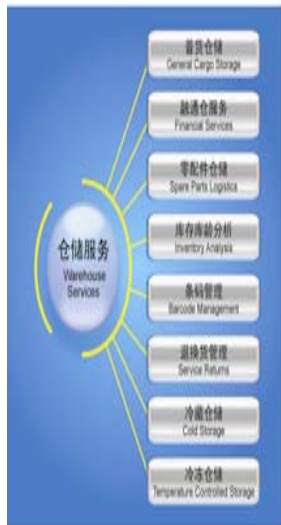 普货仓储
General Cargo Storage
融通仓服务
Financial Services
零配件仓储
Spare Parts Logistics
仓储服务
Warehouse
Services
库存库龄分析
Inventory Analysis
条码管理
Barcode Management
退换货管理
Service Returns
冷藏仓储
Cold Storage
冷冻仓储
Temperature Controlled Storage